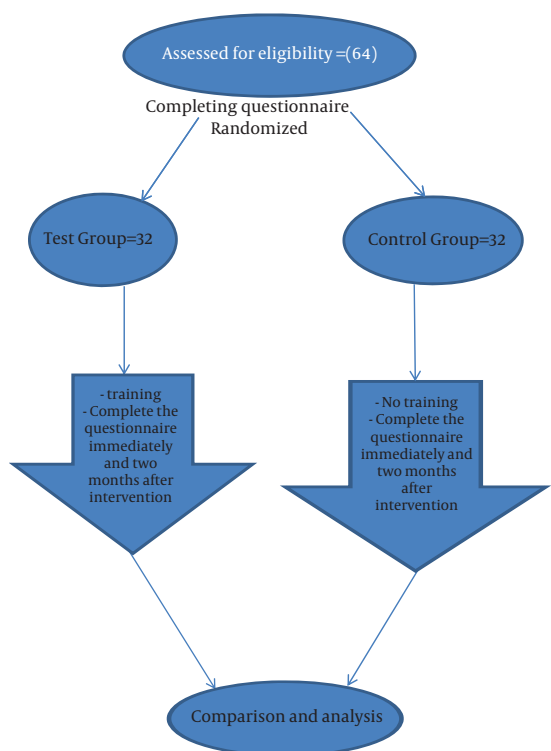 Assessed for eligibility =(64)
Completing questionnaire
Randomized
Test Group=32
Control Group=32
- training
- Complete the
questionnaire
immediately
and two
months after
intervention
- No training
- Complete the
questionnaire
immediately and
two months
after
intervention
Comparison and analysis